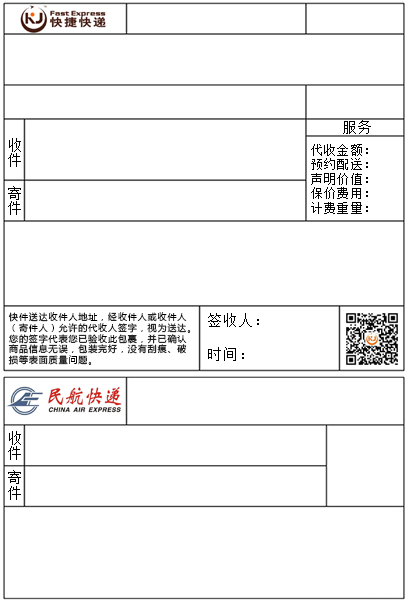 KJ Fast Express
快捷快递
服务
收件
代收金额：
预约配送：
声明价值：
保价费用：
计费重量：
寄件
快件送达收件人地址，经收件人或收件人
（寄件人）允许的代收人签字，视为送达。
您的签字代表您已验收此包裹，并已确认
商品信息无误，包装完好，没有刮痕、破
损等表面质量问题。
签收人：
时间：
民航快递
CHINA AIR EXPRESS
收件
寄件